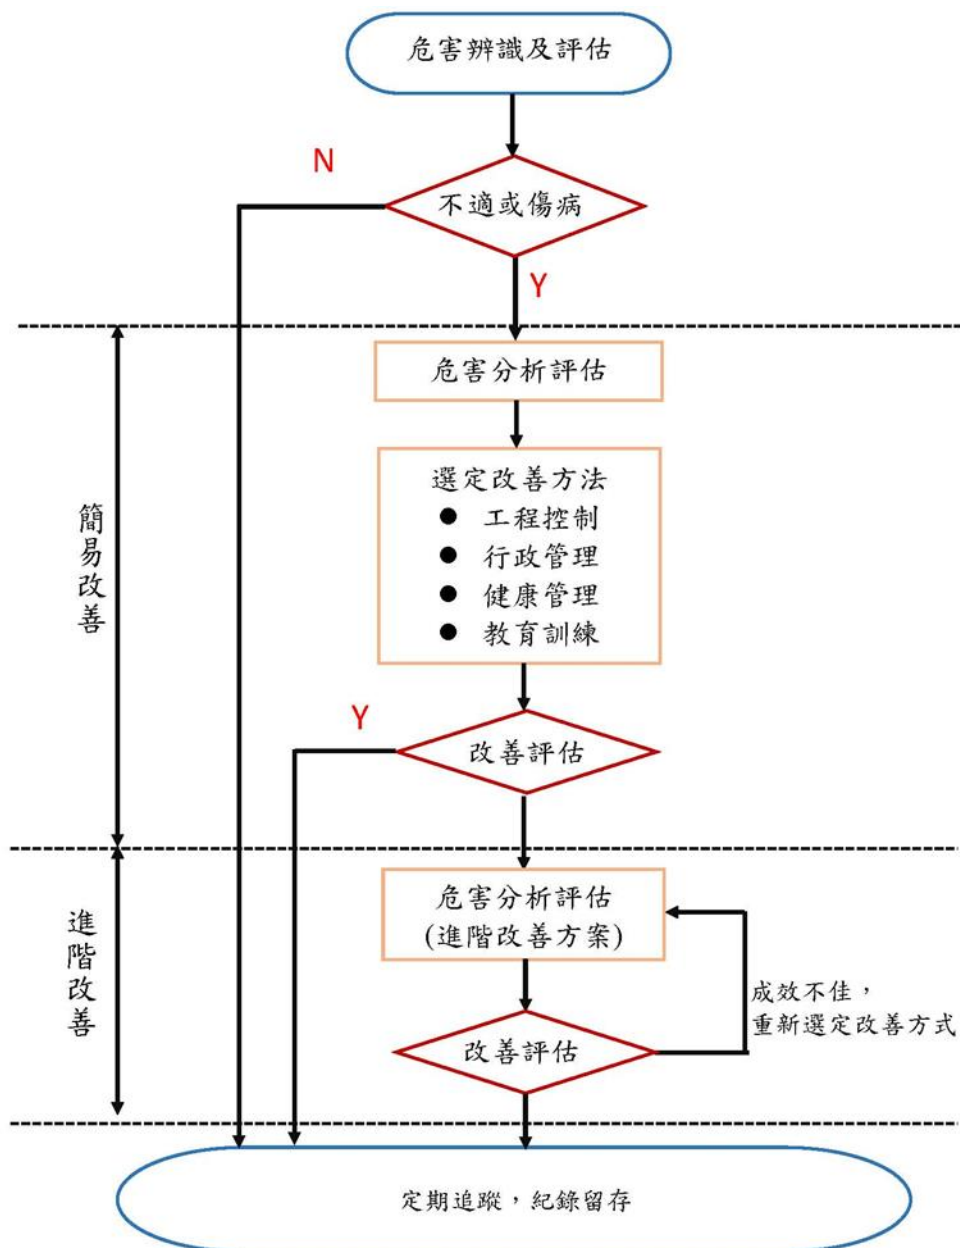 危害辨識及評估
N
不適或傷病
Y
危害分析評估
簡易改善
選定改善方法
● 工程控制
● 行政管理
● 健康管理
● 教育訓練
Y
改善評估
進階改善
危害分析評估
(進階改善方案)
成效不佳，
重新選定改善方式
改善評估
定期追蹤，紀錄留存